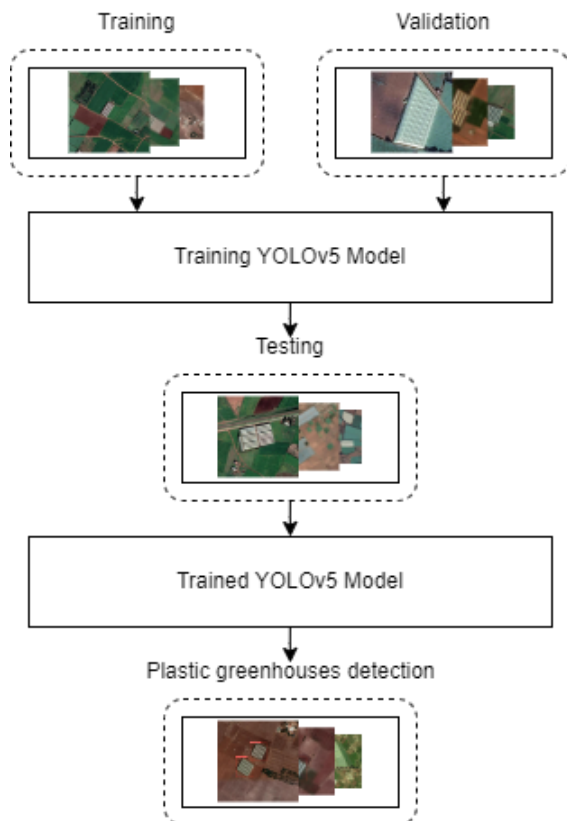 Training
Validation
Training YOLOv5 Model
Testing
Trained YOLOv5 Model
Plastic greenhouses detection